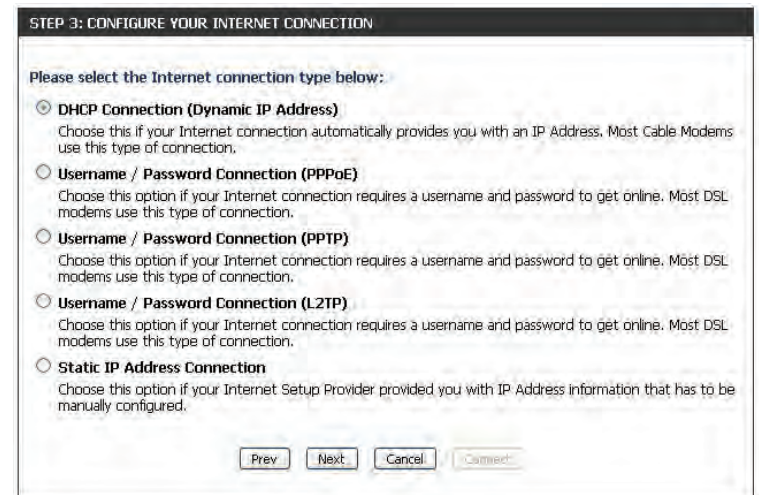 STEP 3: CONFIGURE YOUR INTERNET CONNECTION
Please select the Internet connection type below:
DHCP Connection (Dynamic IP Address)
Choose this if your Internet connection automatically provides you with an IP Address. Most Cable Modems
use this type of connection.
Username / Password Connection (PPPoE)
Choose this option if your Internet connection requires a username and password to get online. Most DSL
modems use this type of connection.
Username / Password Connection (PPTP)
Choose this option if your Internet connection requires a username and password to get online. Most DSL
modems use this type of connection.
Username / Password Connection (L2TP)
Choose this option if your Internet connection requires a username and password to get online. Most DSL
modems use this type of connection.
Static IP Address Connection
Choose this option if your Internet Setup Provider provided you with IP Address information that has to be
manually configured.
Prev Next Cancel Connect